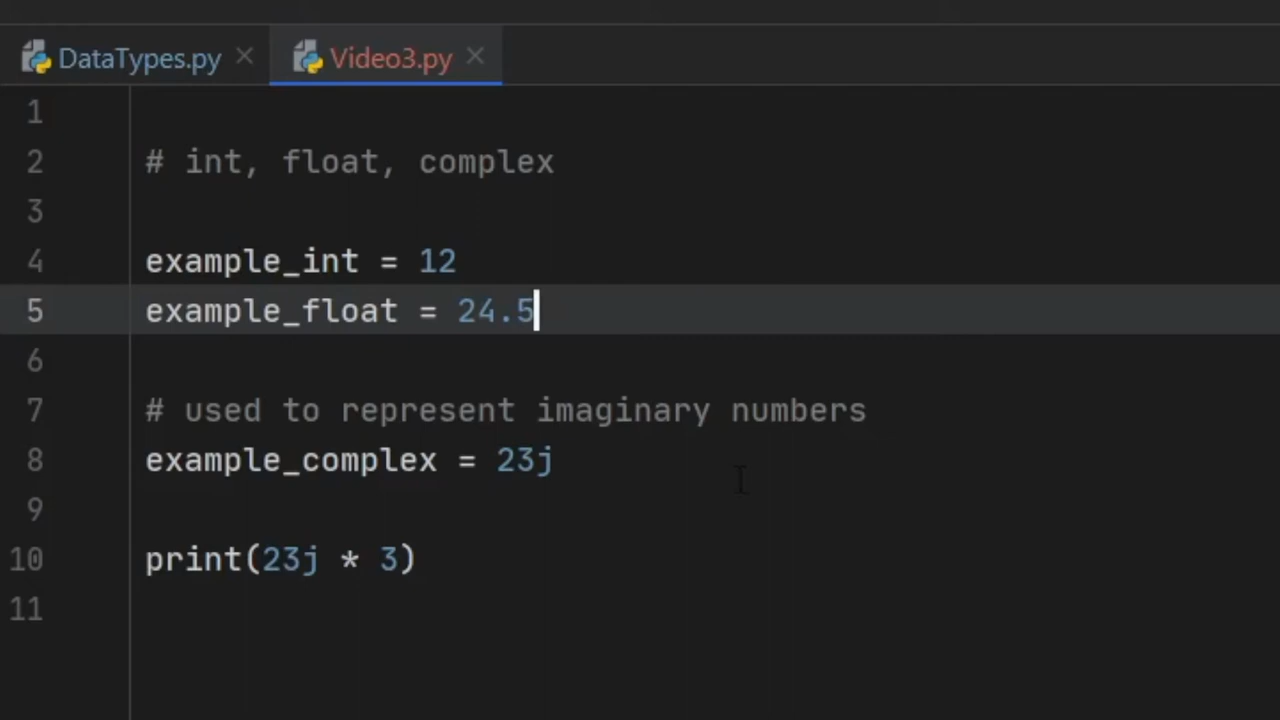 DataTypes.py Video3.py
1
2 # int, float, complex
3
4 example_int = 12
5 example_float = 24.5
6
7 # used to represent imaginary numbers
8 example_complex = 23j
9
10 print(23j * 3)
11